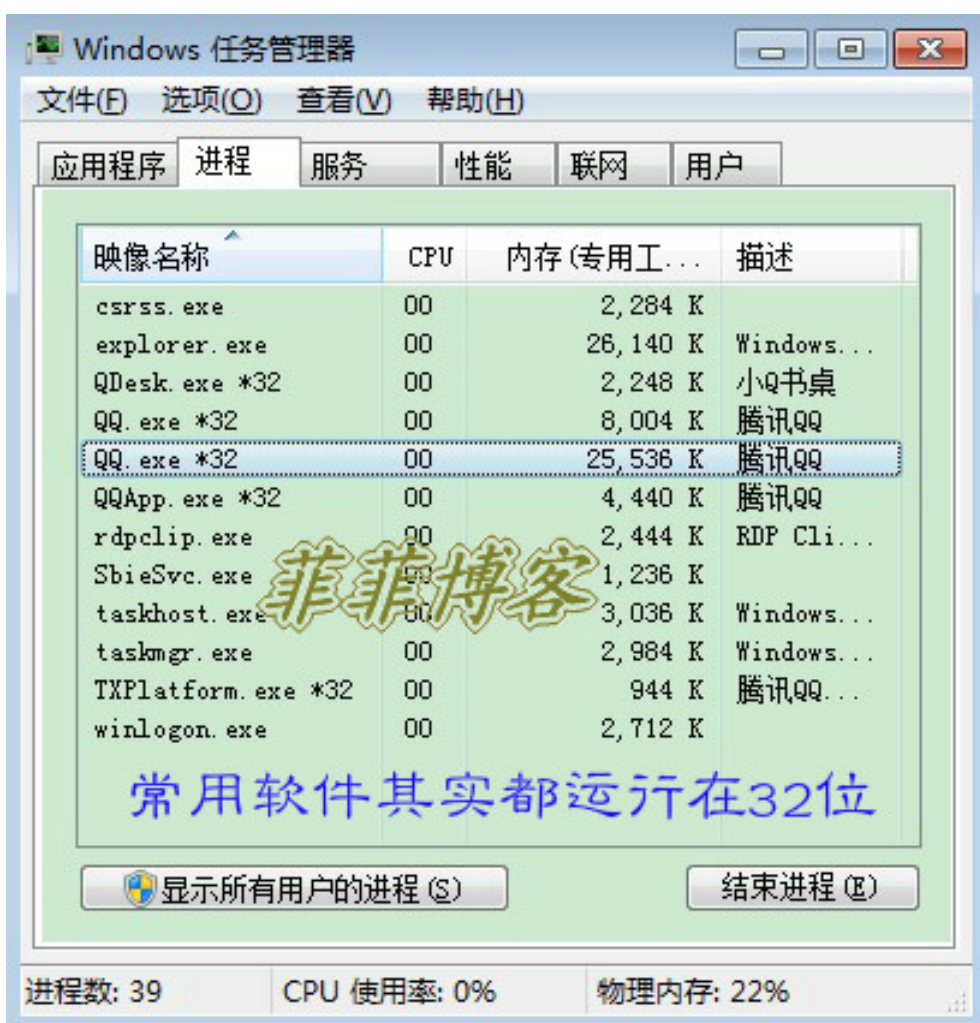 Windows 任务管理器
文件(F) 选项(O) 查看(V) 帮助(H)
应用程序 进程 服务 性能 联网 用户
映像名称 CPU 内存(专用工... 描述
csrss.exe 00 2,284 K
explorer.exe 00 26,140 K Windows...
QDesk.exe *32 00 2,248 K 小Q书桌
QQ.exe *32 00 8,004 K 腾讯QQ
QQ.exe *32 00 25,536 K 腾讯QQ
QQApp.exe *32 00 4,440 K 腾讯QQ
rdpclip.exe 00 2,444 K RDP Cli...
SbieSvc.exe 00 1,236 K
菲菲博客
taskhost.exe 00 3,036 K Windows...
taskmgr.exe 00 2,984 K Windows...
TXPlatform.exe *32 00 944 K 腾讯QQ...
winlogon.exe 00 2,712 K
常用软件其实都运行在32位
显示所有用户的进程(S) 结束进程(E)
进程数: 39 CPU 使用率: 0% 物理内存: 22%